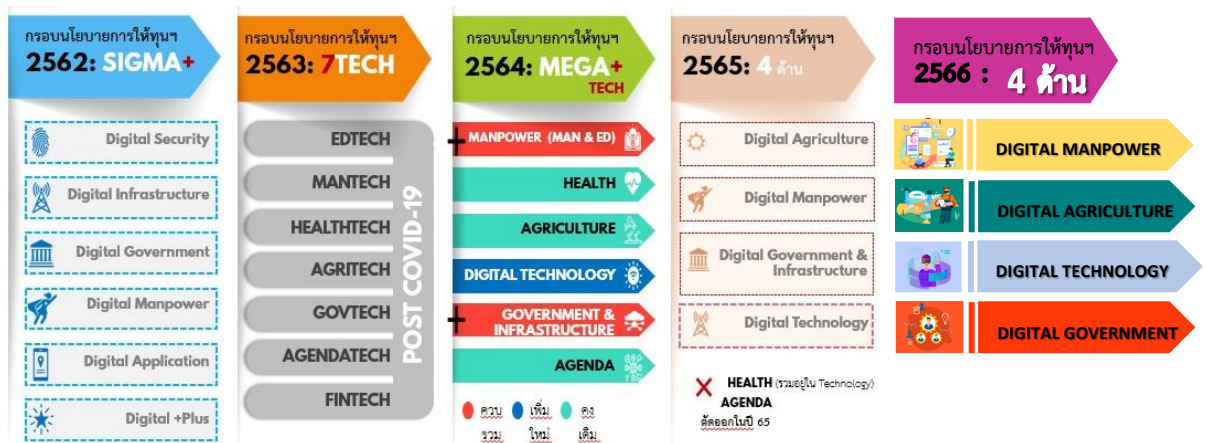 กรอบนโยบายการให้ทุนฯ
2562: SIGMA+
Digital Security
Digital Infrastructure
Digital Government
Digital Manpower
Digital Application
Digital +Plus
กรอบนโยบายการให้ทุนฯ
2563: 7TECH
EDTECH
MANTECH
HEALTHTECH
AGRITECH
GOVTECH
AGENDATECH
FINTECH
POST COVID-19
กรอบนโยบายการให้ทุนฯ
2564: MEGA+
TECH
+ MANPOWER (MAN & ED)
HEALTH
AGRICULTURE
DIGITAL TECHNOLOGY
+ GOVERNMENT &
INFRASTRUCTURE
AGENDA
ควบ เพิ่ม คง
รวม ใหม่ เดิม
กรอบนโยบายการให้ทุนฯ
2565: 4 ด้าน
Digital Agriculture
Digital Manpower
Digital Government &
Infrastructure
Digital Technology
X HEALTH (รวมอยู่ใน Technology)
AGENDA
ตัดออกในปี 65
กรอบนโยบายการให้ทุนฯ
2566 : 4 ด้าน
DIGITAL MANPOWER
DIGITAL AGRICULTURE
DIGITAL TECHNOLOGY
DIGITAL GOVERNMENT